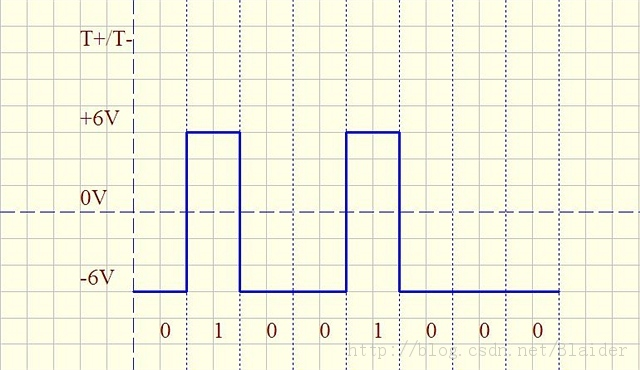 T+/T-
+6V
0V
-6V
0 1 0 0 1 0 0 0
http://blog.csdn.net/Blaider